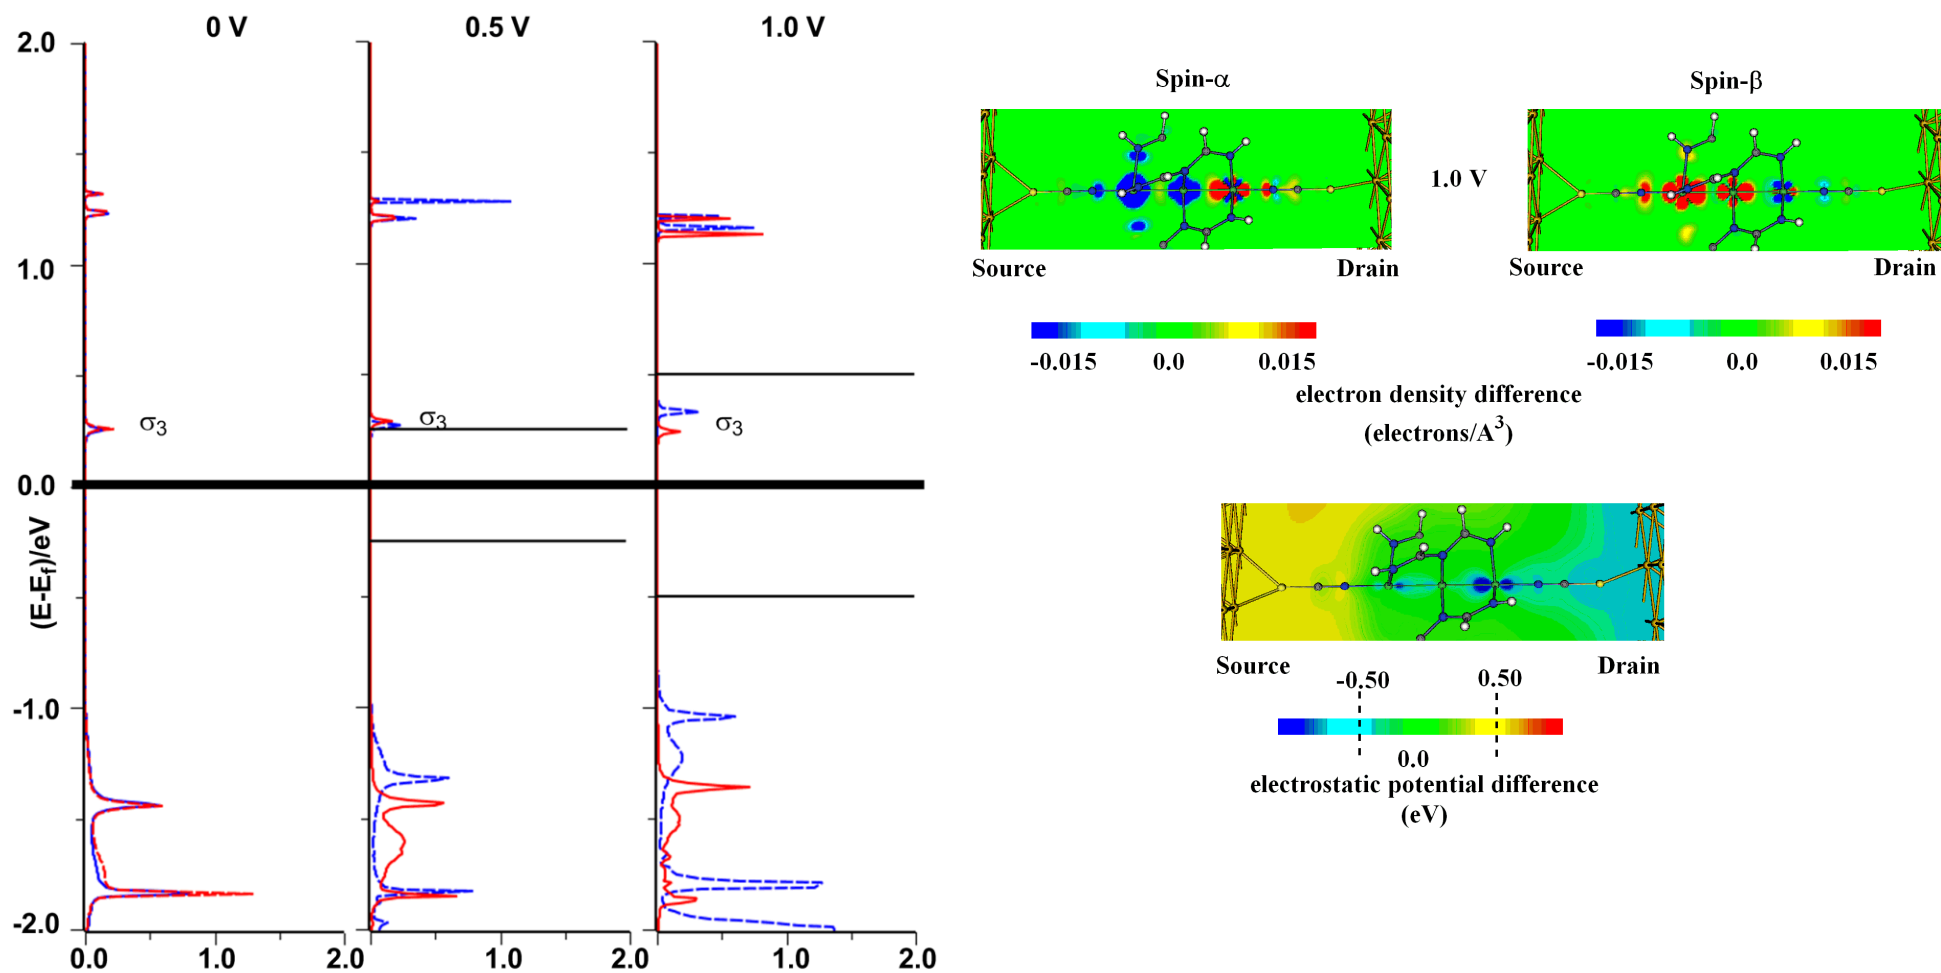 0 V 0.5 V 1.0 V
2.0
1.0
0.0
-1.0
-2.0
(E-Ef)/eV
σ3 σ3 σ3
0.0 1.0 2.0 1.0 2.0 1.0 2.0
Spin-α Spin-β
1.0 V
Source Drain Source Drain
-0.015 0.0 0.015 -0.015 0.0 0.015
electron density difference
(electrons/A3)
Source Drain
-0.50 0.50
0.0
electrostatic potential difference
(eV)